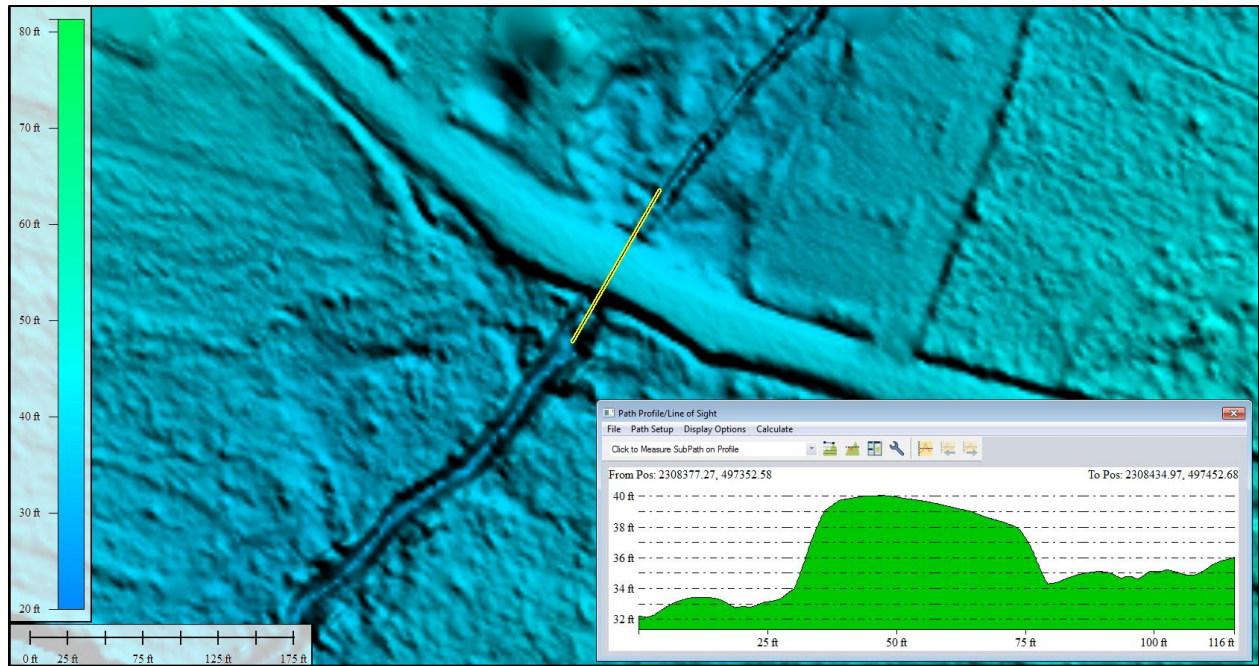 80 ft
70 ft
60 ft
50 ft
40 ft
30 ft
20 ft
0 ft 25 ft 75 ft 125 ft 175 ft
Path Profile/Line of Sight
File Path Setup Display Options Calculate
Click to Measure SubPath on Profile
From Pos: 2308377.27, 497352.58 To Pos: 2308434.97, 497452.68
40 ft
38 ft
36 ft
34 ft
32 ft
25 ft 50 ft 75 ft 100 ft 116 ft